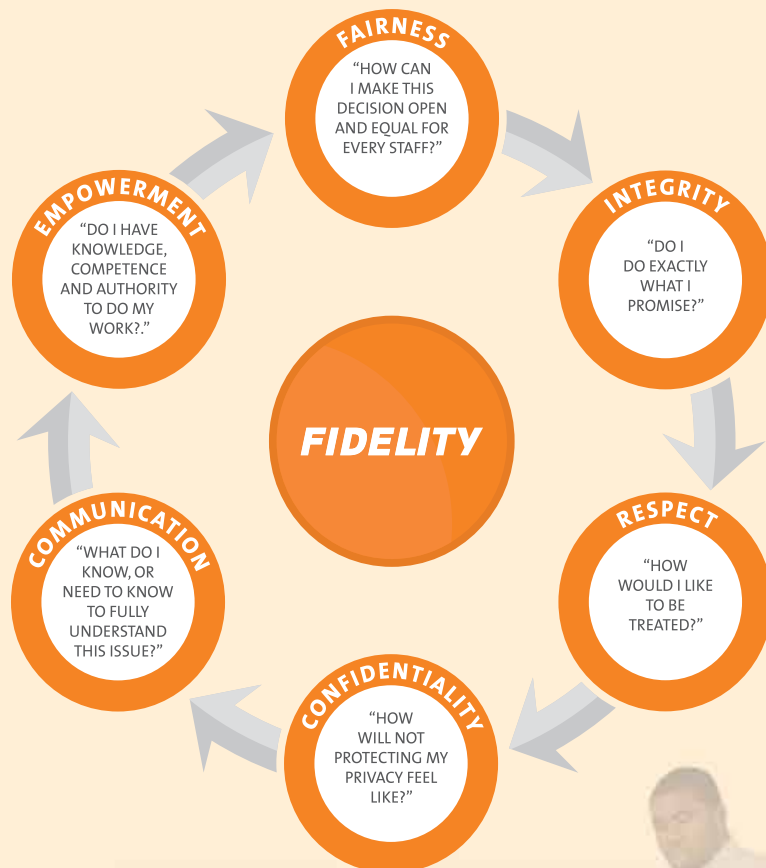 FAIRNESS
“HOW CAN
I MAKE THIS
DECISION OPEN
AND EQUAL FOR
EVERY STAFF?”
INTEGRITY
“DO I
DO EXACTLY
WHAT I
PROMISE?”
RESPECT
“HOW
WOULD I LIKE
TO BE
TREATED?”
CONFIDENTIALITY
“HOW
WILL NOT
PROTECTING MY
PRIVACY FEEL
LIKE?”
COMMUNICATION
“WHAT DO I
KNOW, OR
NEED TO KNOW
TO FULLY
UNDERSTAND
THIS ISSUE?”
EMPOWERMENT
“DO I HAVE
KNOWLEDGE,
COMPETENCE
AND AUTHORITY
TO DO MY
WORK?.”
FIDELITY